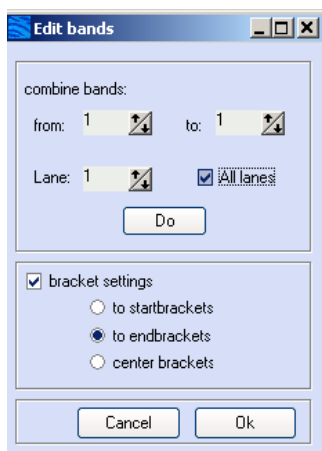 Edit bands
combine bands:
from: 1 to: 1
Lane: 1 All lanes
Do
bracket settings
to startbrackets
to endbrackets
center brackets
Cancel Ok